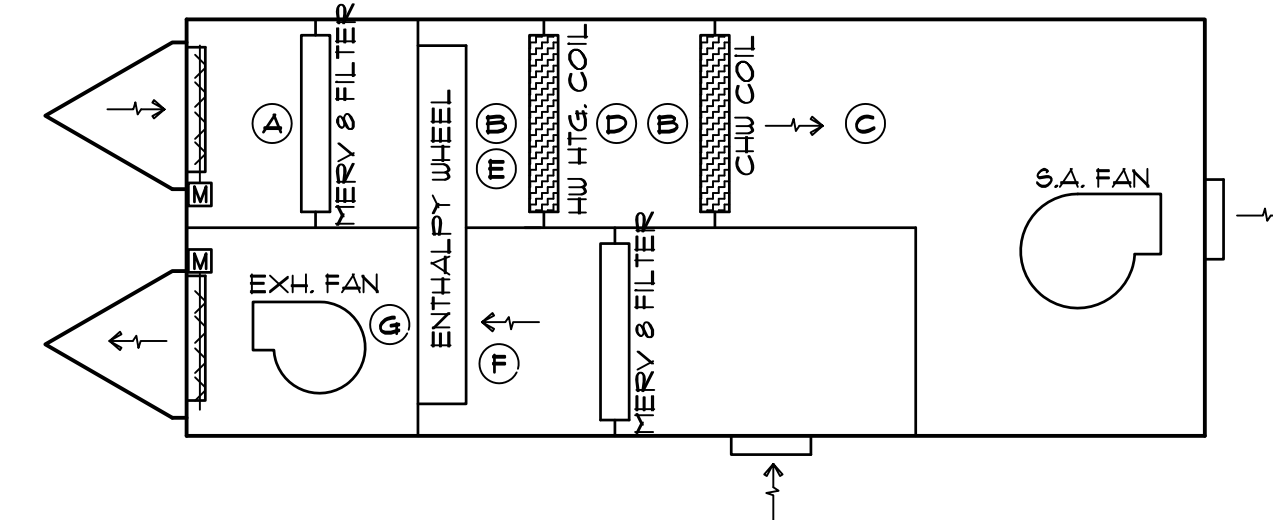 MERV 8 FILTER
HW HTG. COIL
CHW COIL
A
B
D
B
C
ENTHALPY WHEEL
E
S.A. FAN
M
M
EXH. FAN
G
MERV 8 FILTER
F